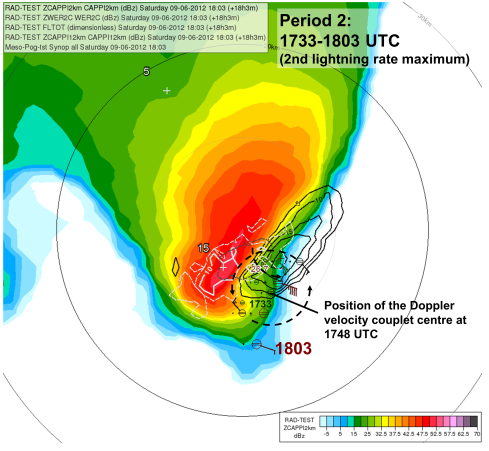 RAD-TEST ZCAPPI2km CAPPI2km (dBz) Saturday 09-06-2012 18:03 (+18h3m)
RAD-TEST ZWER2C WER2C (dBz) Saturday 09-06-2012 18:03 (+18h3m)
RAD-TEST FLTOT (dimensionless) Saturday 09-06-2012 18:03 (+18h3m)
RAD-TEST ZCAPPI12km CAPPI12km (dBz) Saturday 09-06-2012 18:03 (+18h3m)
Meso-Pog-tst Synop all Saturday 09-06-2012 18:03
Period 2:
1733-1803 UTC
(2nd lightning rate maximum)
30km
5
10
15
25
1733
Position of the Doppler
velocity couplet centre at
1748 UTC
1803
RAD-TEST
ZCAPPI2km
dBz
-5 5 15 25 32.5 37.5 42.5 47.5 52.5 57.5 62.5 70